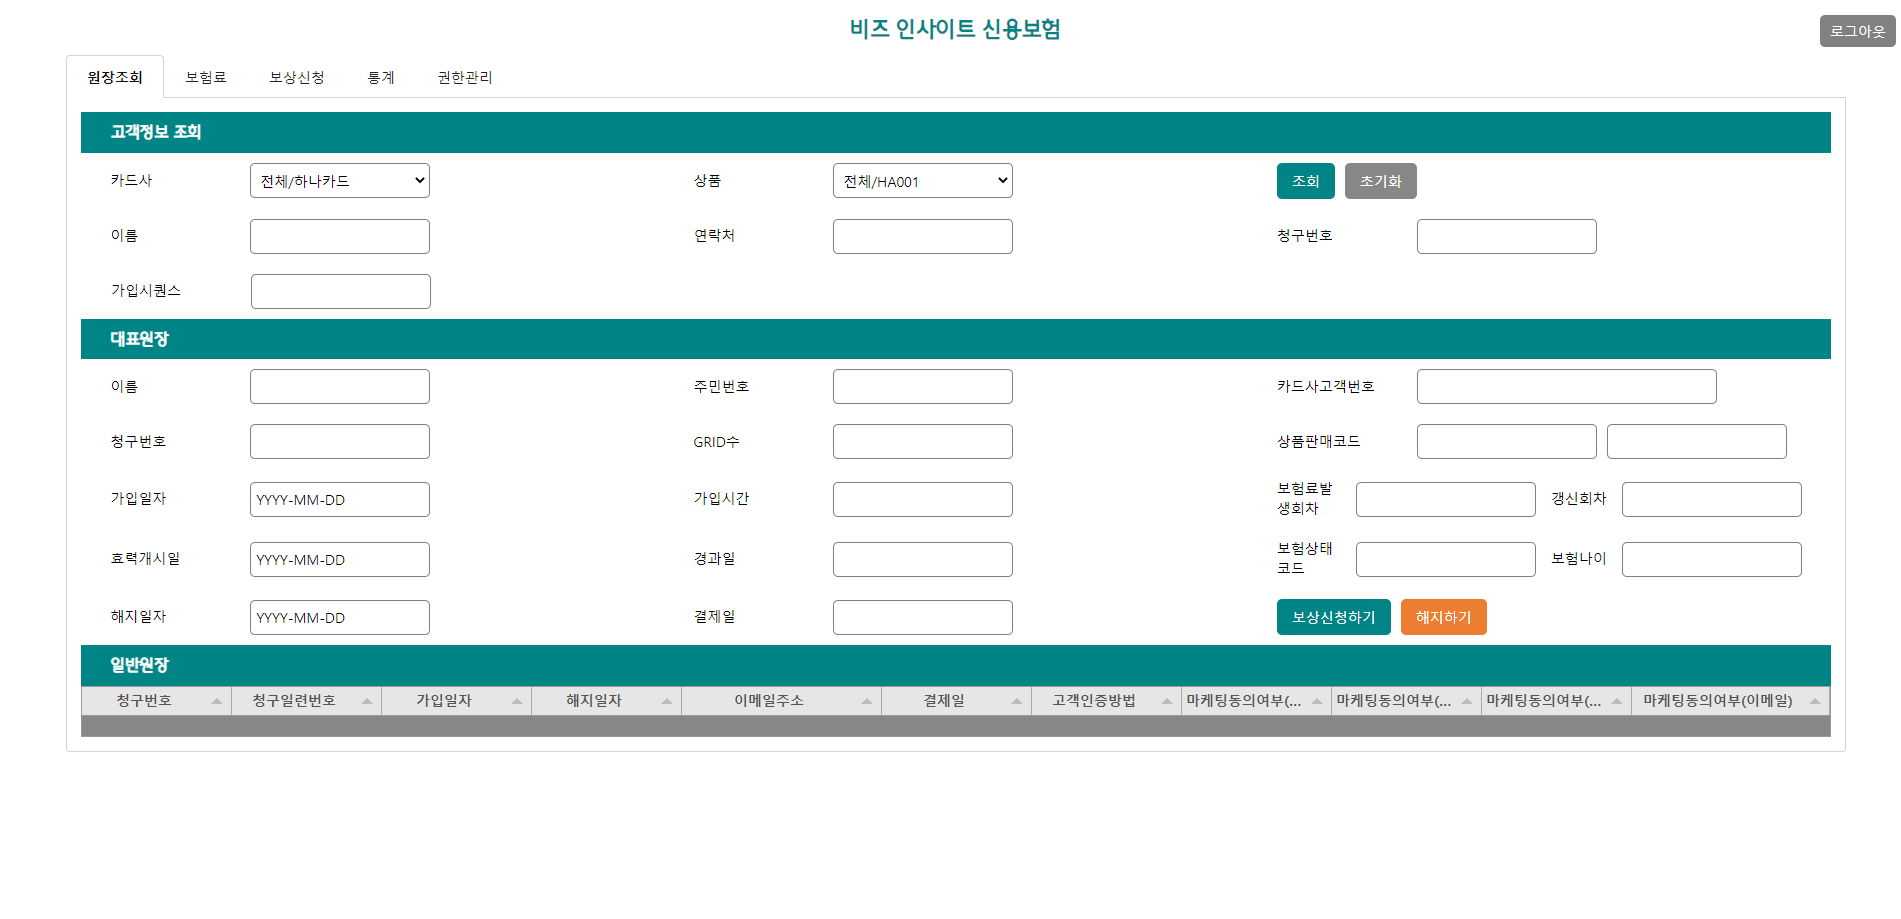 비즈 인사이트 신용보험
로그아웃
원장조회 보험료 보상신청 통계 권한관리
고객정보 조회
카드사 전체/하나카드 상품 전체/HA001 조회 초기화
이름 연락처 청구번호
가입시퀀스
대표원장
이름 주민번호 카드사고객번호
청구번호 GRID수 상품판매코드
가입일자 YYYY-MM-DD 가입시간 보험료발생회차 갱신회차
효력개시일 YYYY-MM-DD 경과일 보험상태코드 보험나이
해지일자 YYYY-MM-DD 결제일 보상신청하기 해지하기
일반원장
청구번호 청구일련번호 가입일자 해지일자 이메일주소 결제일 고객인증방법 마케팅동의여부(... 마케팅동의여부(... 마케팅동의여부(... 마케팅동의여부(이메일)